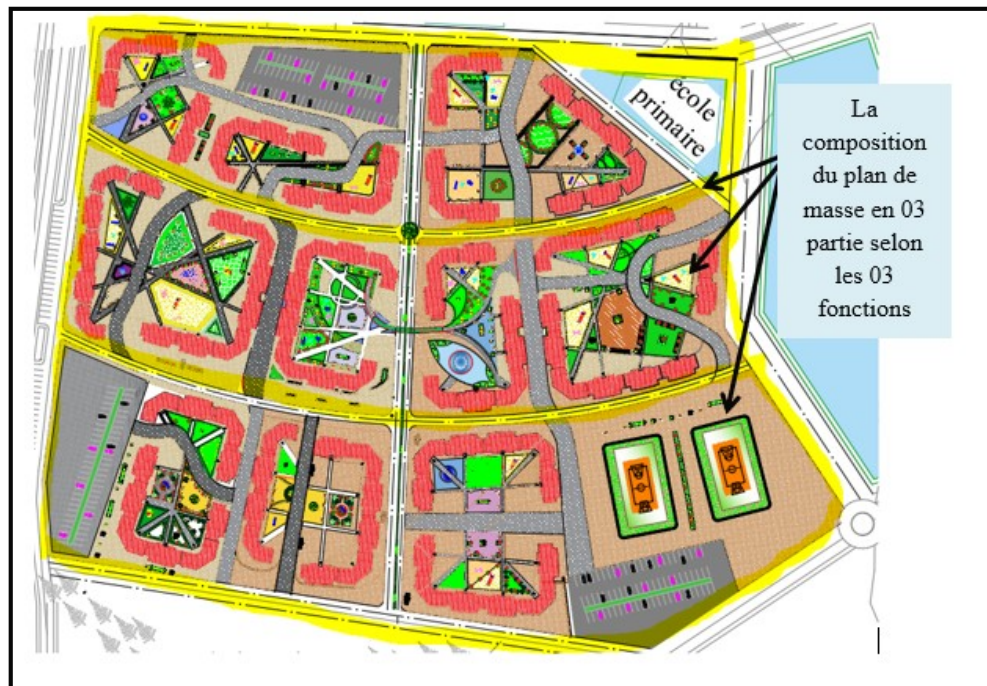 école
primaire
La
composition
du plan de
masse en 03
partie selon
les 03
fonctions